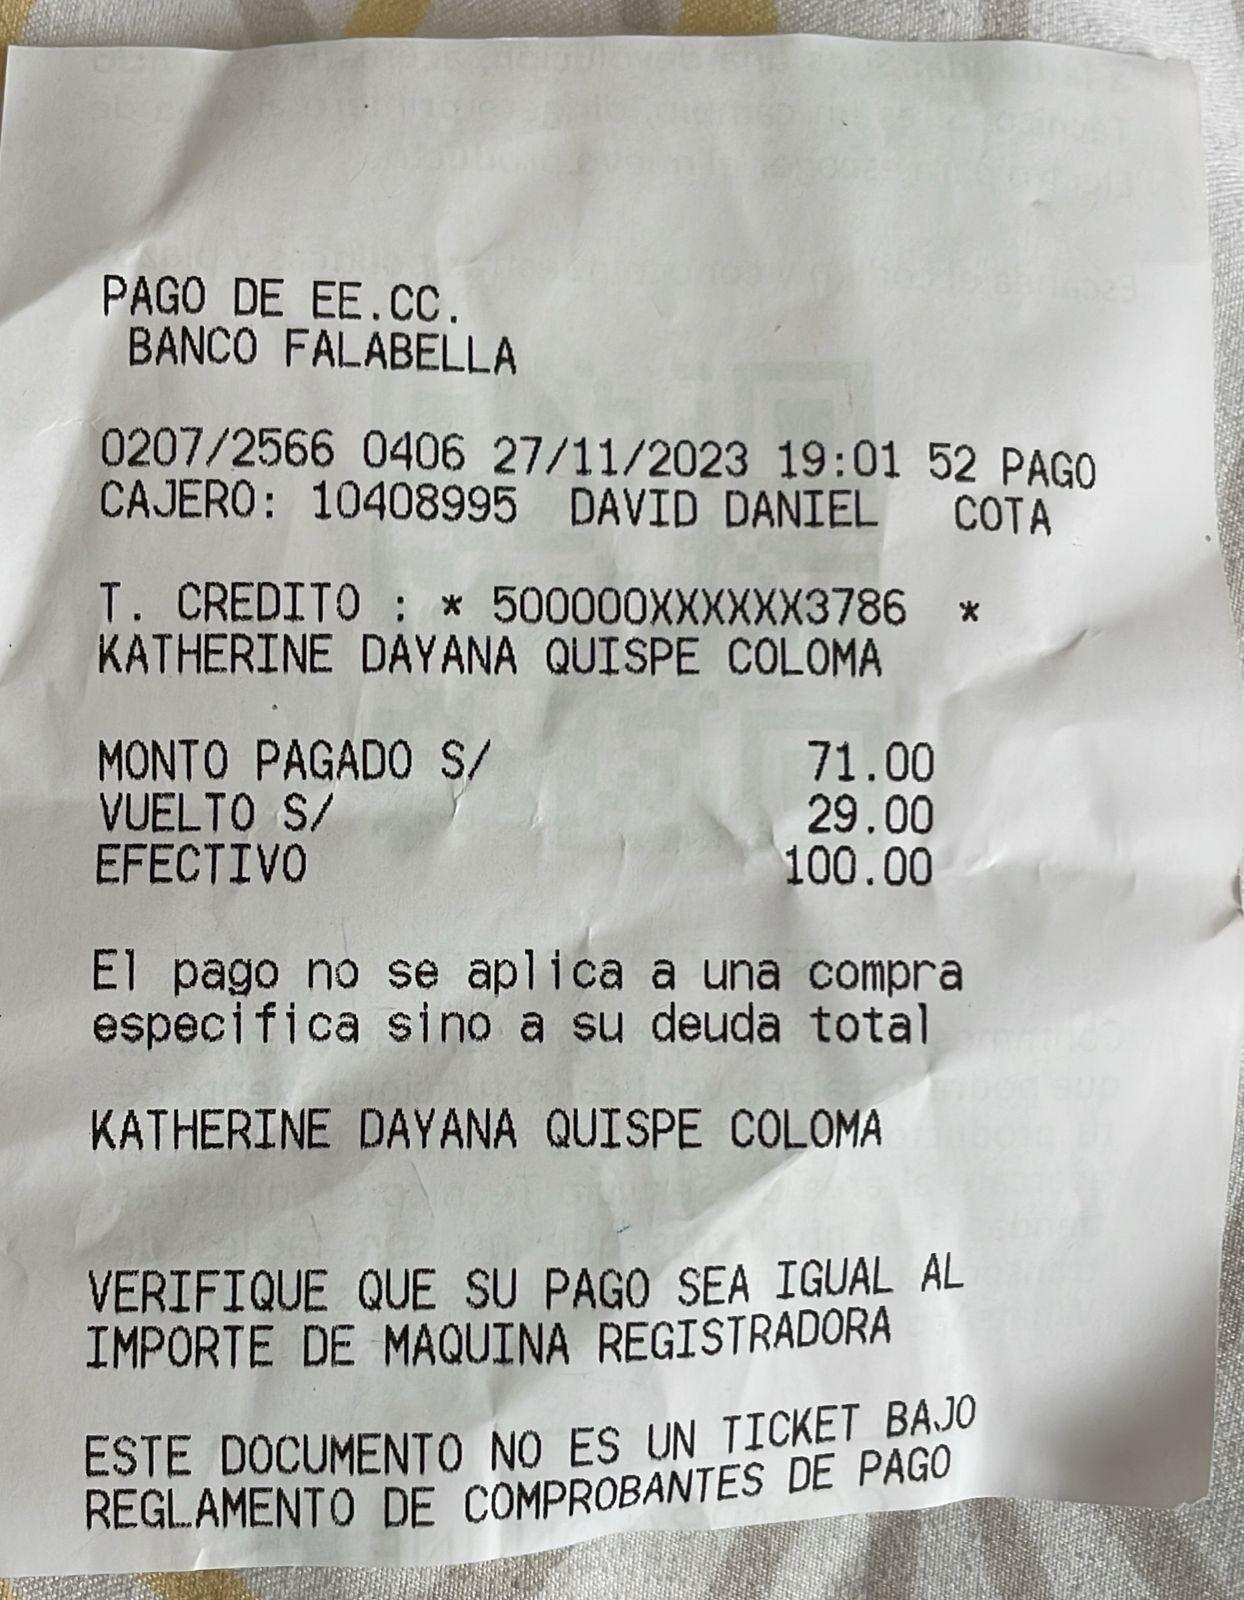 PAGO DE EE.CC.
BANCO FALABELLA
0207/2566 0406 27/11/2023 19:01 52 PAGO
CAJERO: 10408995 DAVID DANIEL COTA
T. CREDITO : * 500000XXXXXX3786 *
KATHERINE DAYANA QUISPE COLOMA
MONTO PAGADO S/ 71.00
VUELTO S/ 29.00
EFECTIVO 100.00
El pago no se aplica a una compra
especifica sino a su deuda total
KATHERINE DAYANA QUISPE COLOMA
VERIFIQUE QUE SU PAGO SEA IGUAL AL
IMPORTE DE MAQUINA REGISTRADORA
ESTE DOCUMENTO NO ES UN TICKET BAJO
REGLAMENTO DE COMPROBANTES DE PAGO